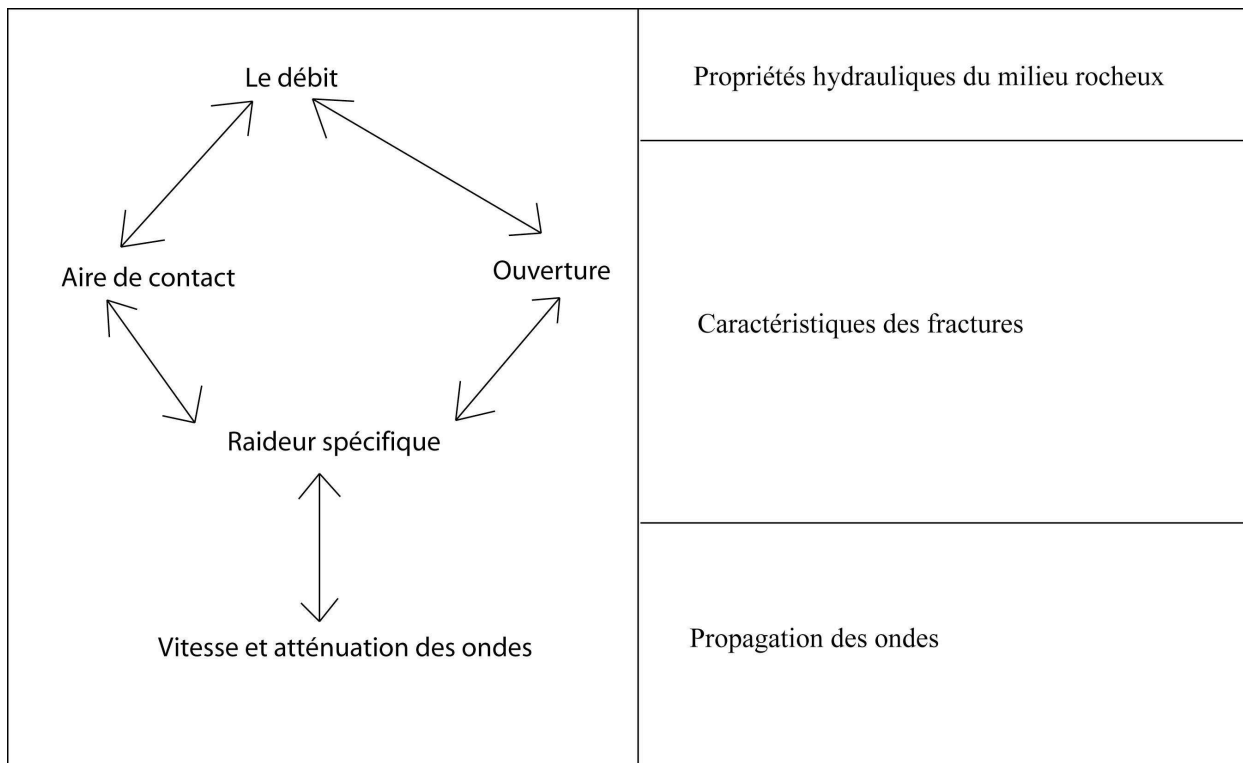 Le débit
Propriétés hydrauliques du milieu rocheux
Aire de contact
Ouverture
Caractéristiques des fractures
Raideur spécifique
Vitesse et atténuation des ondes
Propagation des ondes